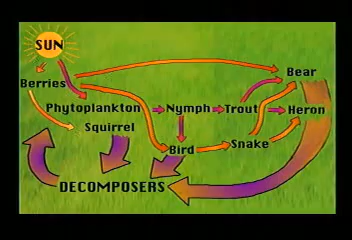 SUN
Bear
Berries
Phytoplankton Nymph Trout Heron
Squirrel
Bird Snake
DECOMPOSERS